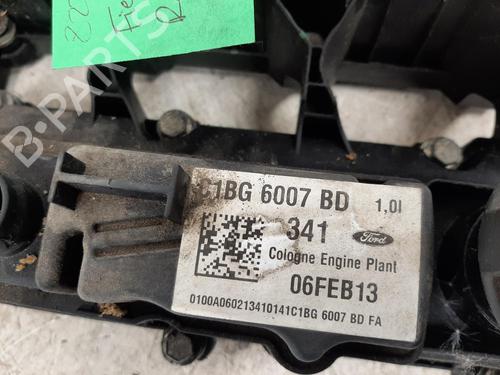 B-PARTS
C1BG 6007 BD 1,0l
341
Ford
Cologne Engine Plant
06FEB13
0100A060213410141C1BG 6007 BD FA